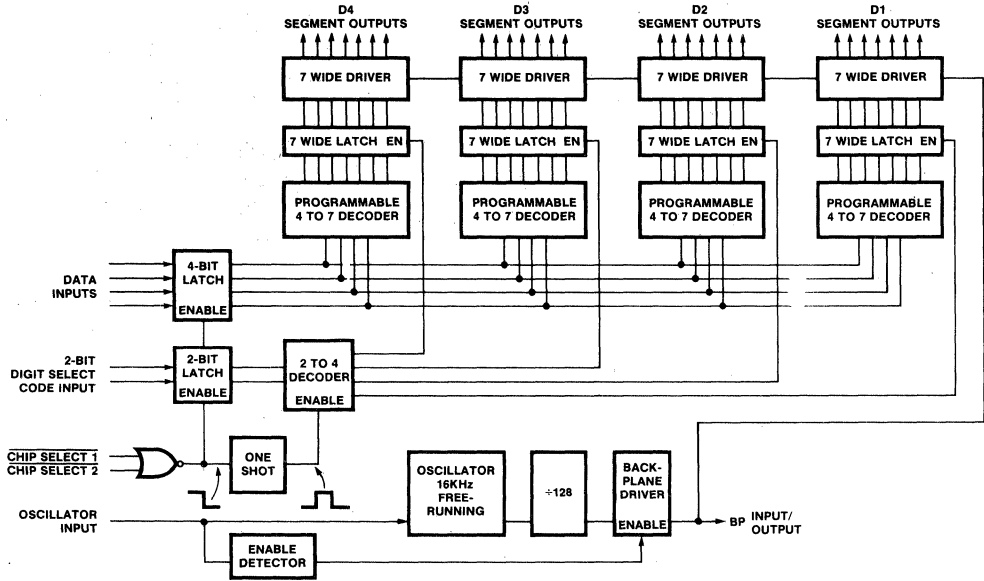 D4
SEGMENT OUTPUTS
D3
SEGMENT OUTPUTS
D2
SEGMENT OUTPUTS
D1
SEGMENT OUTPUTS
7 WIDE DRIVER
7 WIDE DRIVER
7 WIDE DRIVER
7 WIDE DRIVER
7 WIDE LATCH EN
7 WIDE LATCH EN
7 WIDE LATCH EN
7 WIDE LATCH EN
PROGRAMMABLE
4 TO 7 DECODER
PROGRAMMABLE
4 TO 7 DECODER
PROGRAMMABLE
4 TO 7 DECODER
PROGRAMMABLE
4 TO 7 DECODER
DATA
INPUTS
4-BIT
LATCH
ENABLE
2-BIT
DIGIT SELECT
CODE INPUT
2-BIT
LATCH
ENABLE
2 TO 4
DECODER
ENABLE
CHIP SELECT 1
CHIP SELECT 2
ONE
SHOT
OSCILLATOR
INPUT
OSCILLATOR
16KHz
FREE-
RUNNING
÷128
BACK-
PLANE
DRIVER
ENABLE
BP INPUT/
OUTPUT
ENABLE
DETECTOR